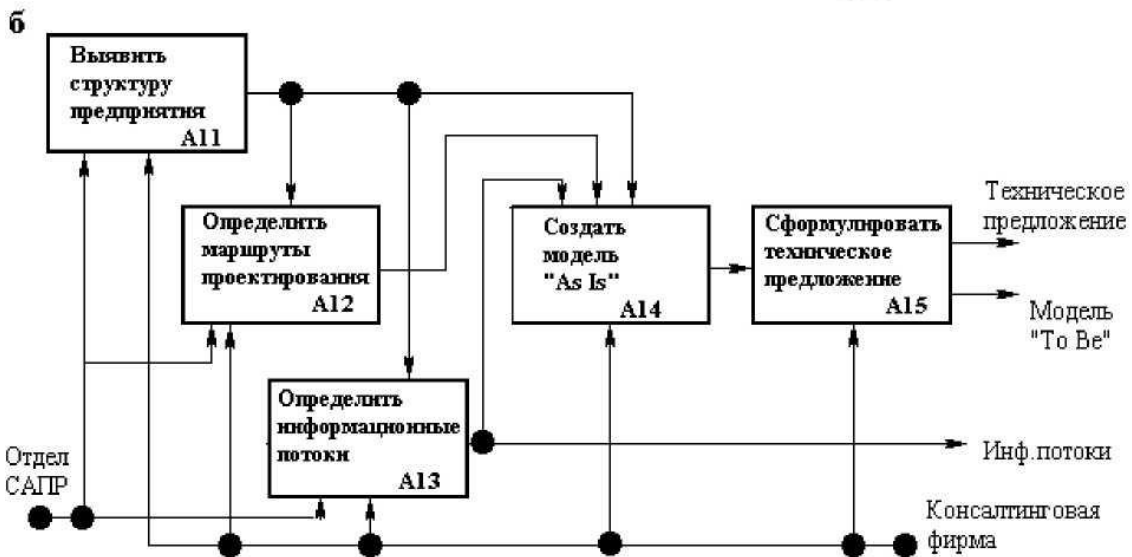 б
Выявить
структуру
предприятия
А11
Определить
маршруты
проектирования
А12
Создать
модель
"As Is"
А14
Сформулировать
техническое
предложение
А15
Техническое
предложение
Модель
"To Be"
Определить
информационные
потоки
А13
Инф.потоки
Отдел
САПР
Консалтинговая
фирма